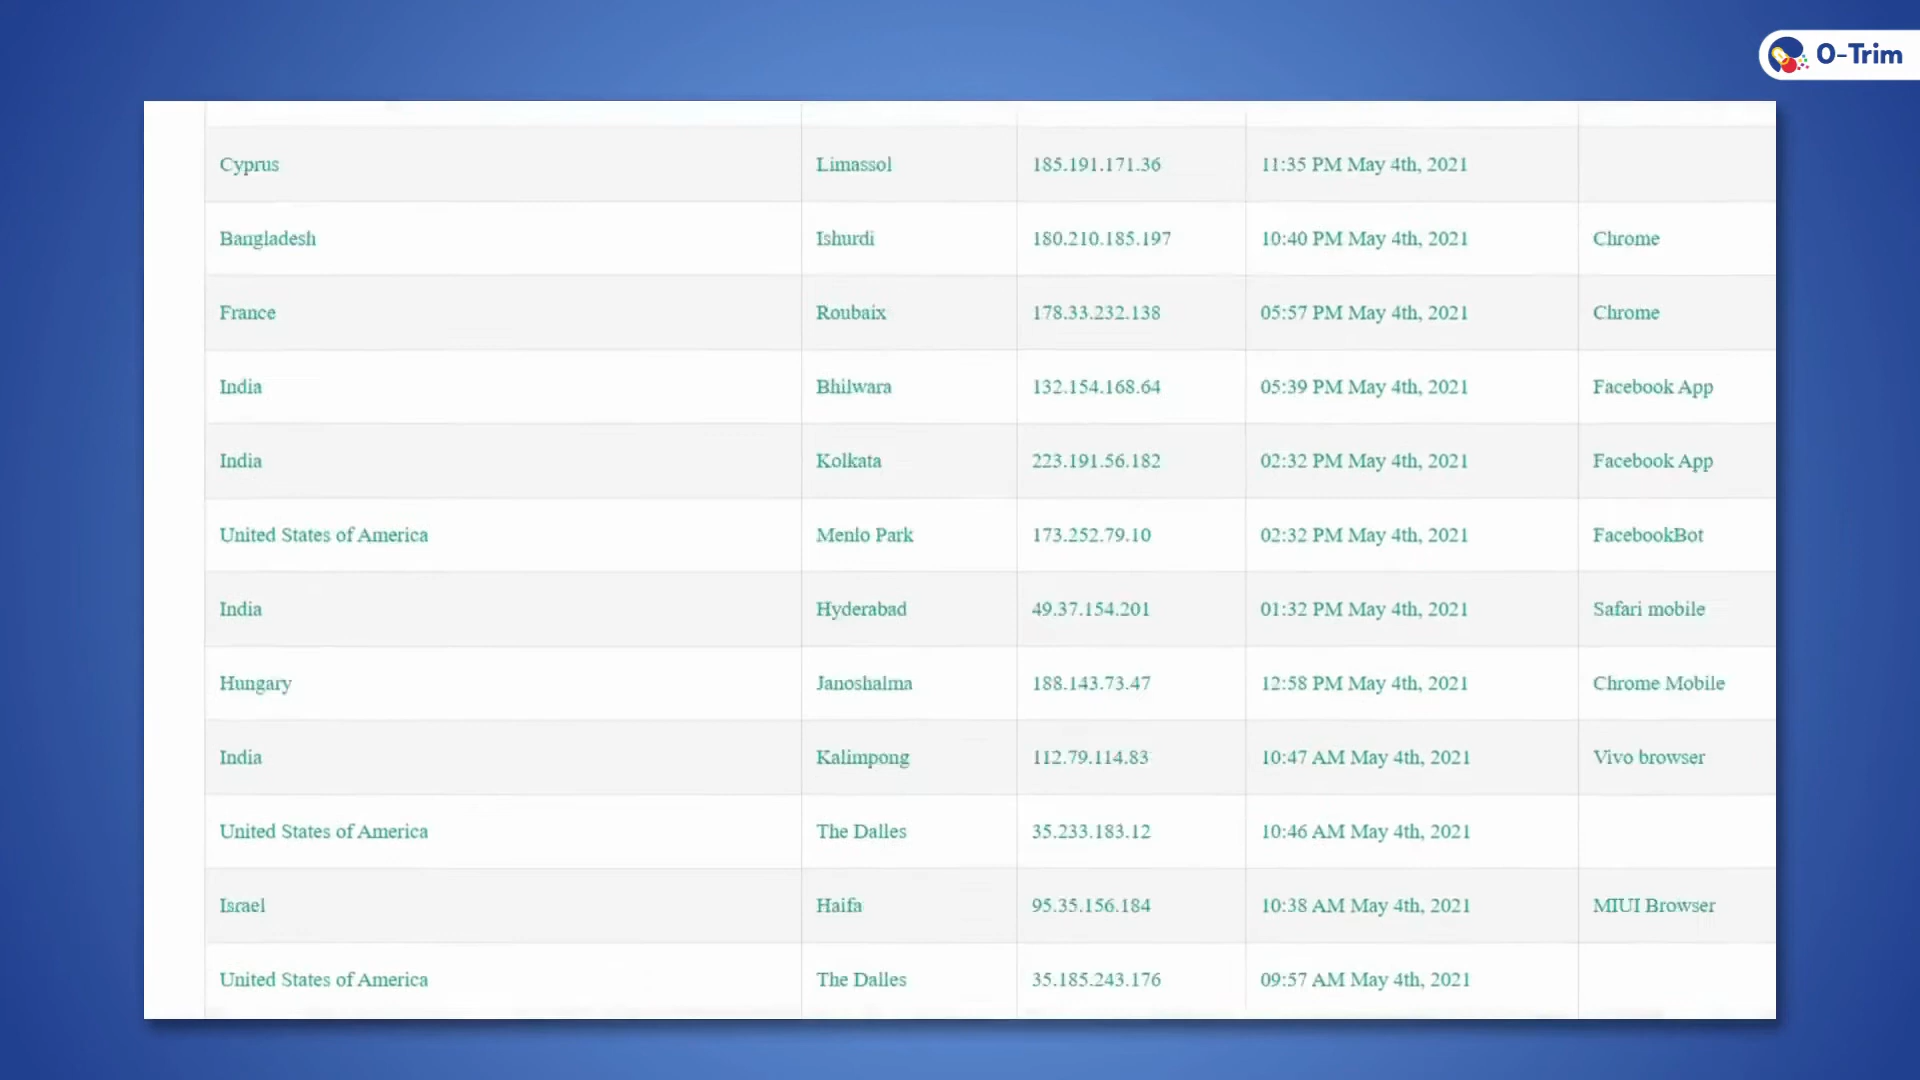 O-Trim
Cyprus Limassol 185.191.171.36 11:35 PM May 4th, 2021
Bangladesh Ishurdi 180.210.185.197 10:40 PM May 4th, 2021 Chrome
France Roubaix 178.33.232.138 05:57 PM May 4th, 2021 Chrome
India Bhilwara 132.154.168.64 05:39 PM May 4th, 2021 Facebook App
India Kolkata 223.191.56.182 02:32 PM May 4th, 2021 Facebook App
United States of America Menlo Park 173.252.79.10 02:32 PM May 4th, 2021 FacebookBot
India Hyderabad 49.37.154.201 01:32 PM May 4th, 2021 Safari mobile
Hungary Janoshalma 188.143.73.47 12:58 PM May 4th, 2021 Chrome Mobile
India Kalimpong 112.79.114.83 10:47 AM May 4th, 2021 Vivo browser
United States of America The Dalles 35.233.183.12 10:46 AM May 4th, 2021
Israel Haifa 95.35.156.184 10:38 AM May 4th, 2021 MIUI Browser
United States of America The Dalles 35.185.243.176 09:57 AM May 4th, 2021